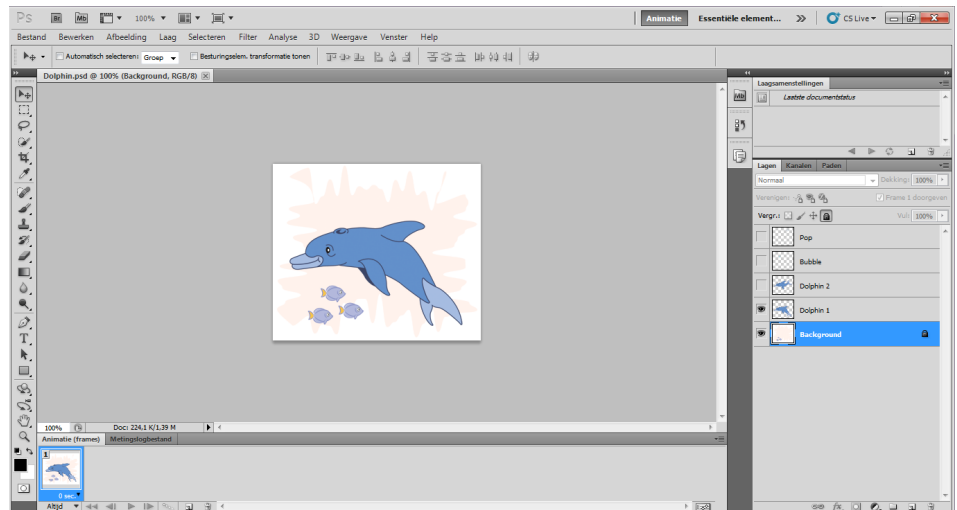 Ps Br Mb 100% Animatie Essentiële element... CS Live
Bestand Bewerken Afbeelding Laag Selecteren Filter Analyse 3D Weergave Venster Help
Automatisch selecteren: Groep Besturingselem. transformatie tonen
Dolphin.psd @ 100% (Background, RGB/8)
Laagsamenstellingen
Mb Laatste documentstatus
Lagen Kanalen Paden
Normaal Dekking: 100%
Verenigen: Frame 1 doorgeven
Vergr.: Vul: 100%
Pop
Bubble
Dolphin 2
Dolphin 1
Background
T
100% Doc: 224,1 K/1,39 M
Animatie (frames) Metingslogbestand
1
0 sec.
Altijd
fx.